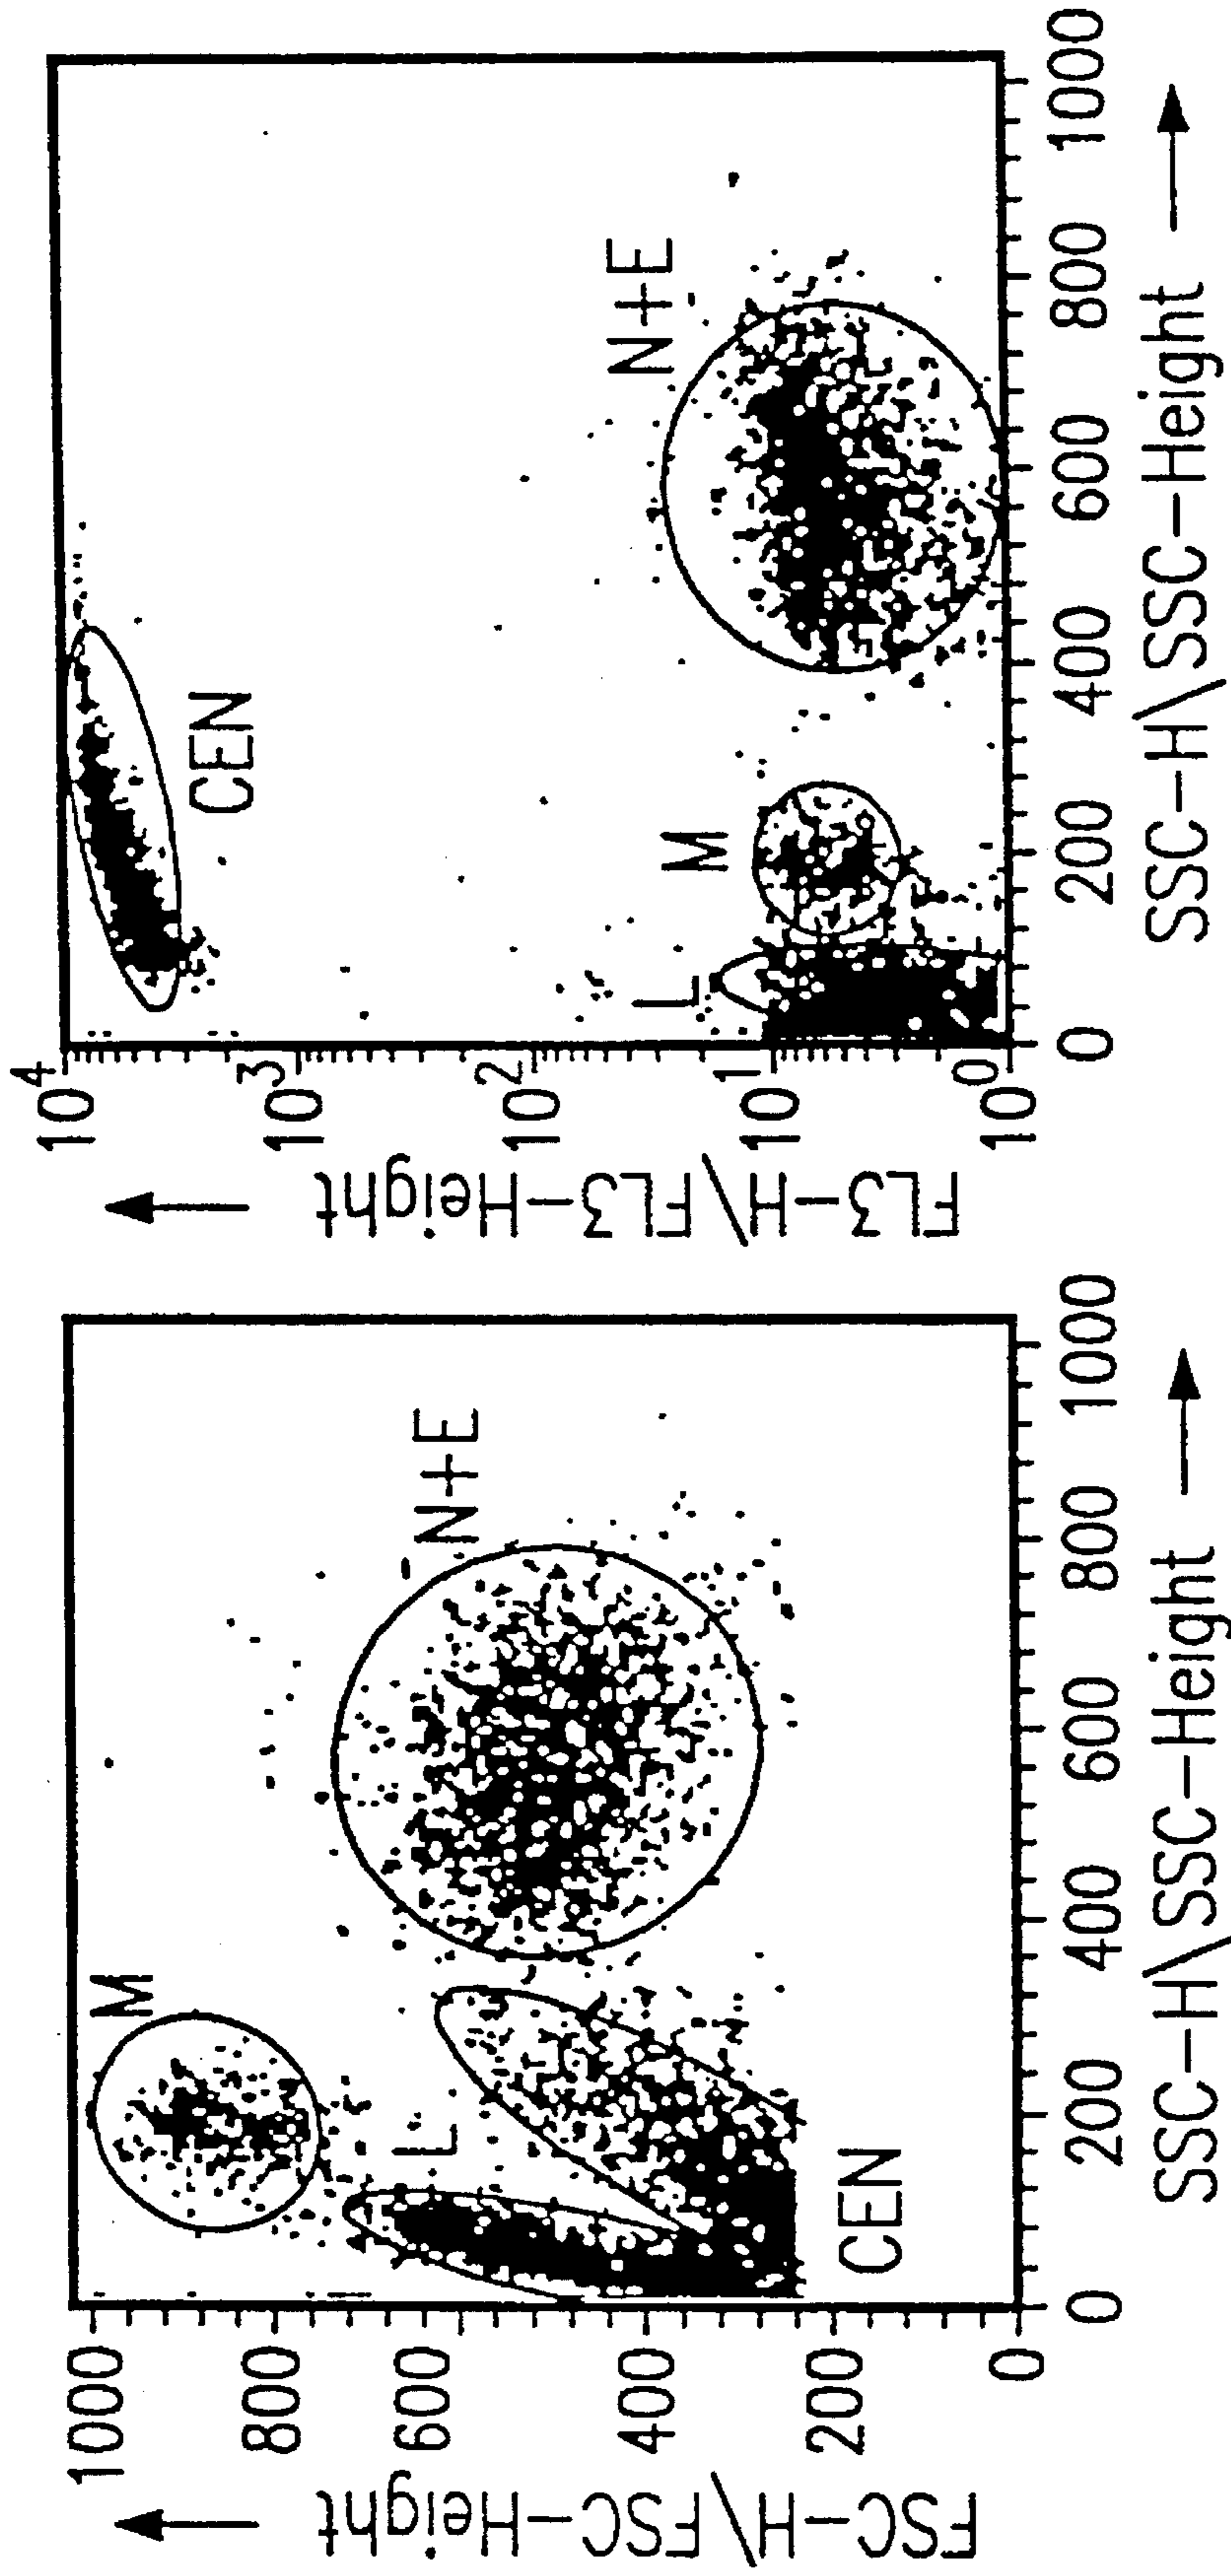 FSC-H\FSC-Height
1000
800
600
400
200
0
M
L
N+E
CEN
0
200
400
600
800
1000
SSC-H\SSC-Height
FL3-H\FL3-Height
10^4
10^3
10^2
10^1
10^0
CEN
L
M
N+E
0
200
400
600
800
1000
SSC-H\SSC-Height